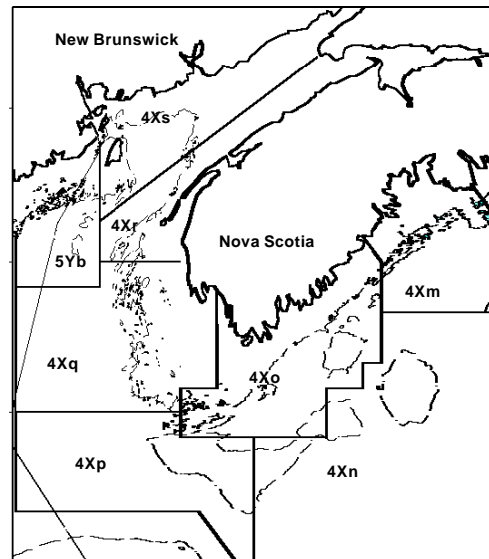 New Brunswick
4Xs
4Xr
Nova Scotia
5Yb
4Xm
4Xq
4Xo
4Xp
4Xn